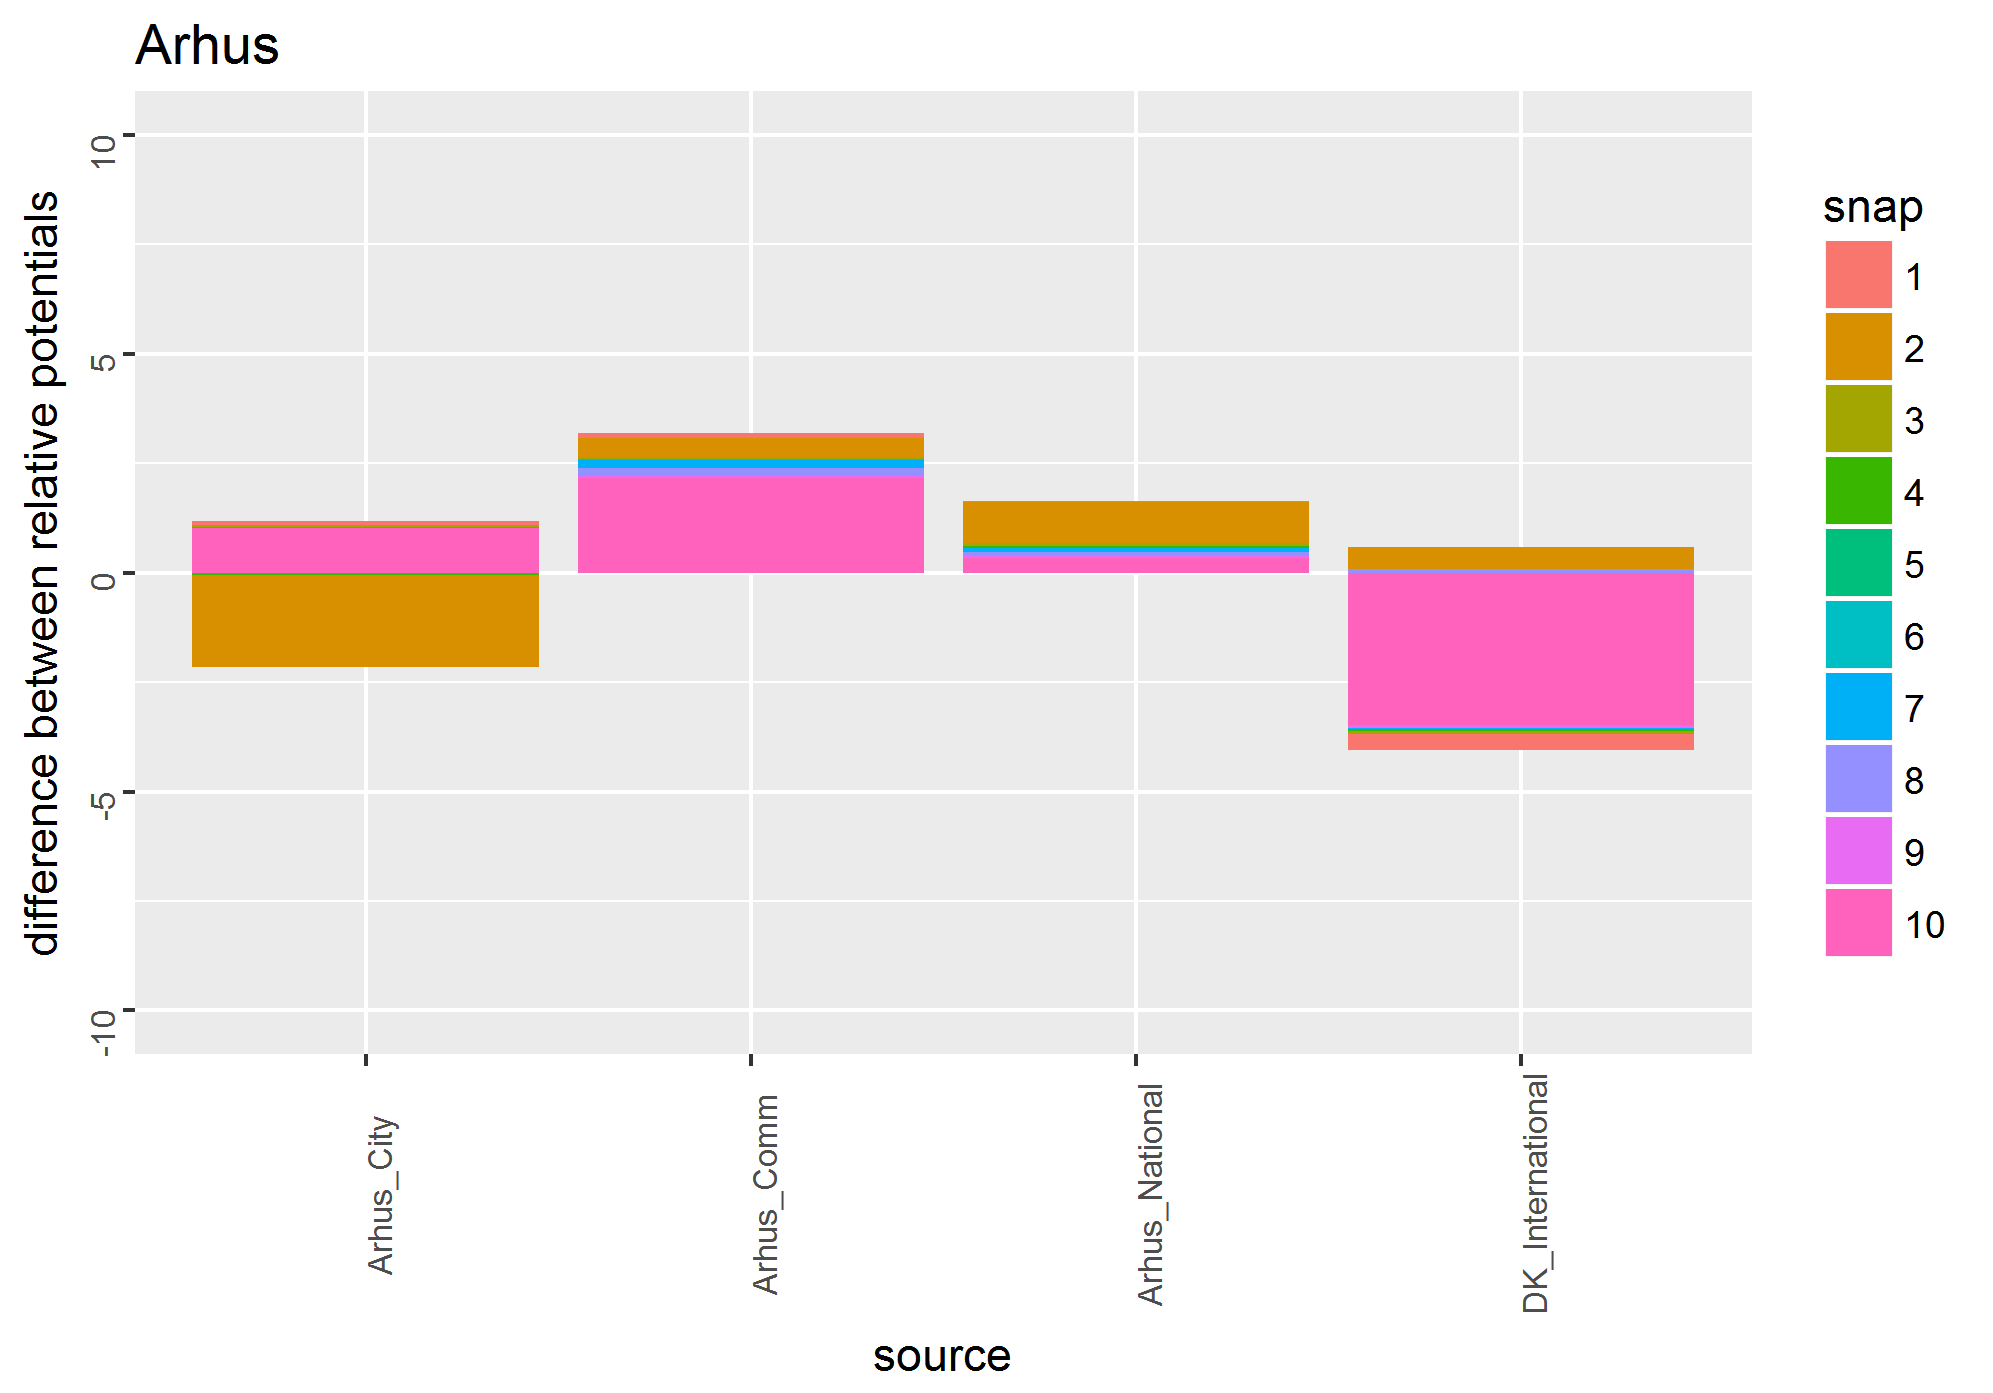 Arhus
difference between relative potentials
10
5
0
-5
-10
Arhus_City
Arhus_Comm
Arhus_National
DK_International
source
snap
1
2
3
4
5
6
7
8
9
10